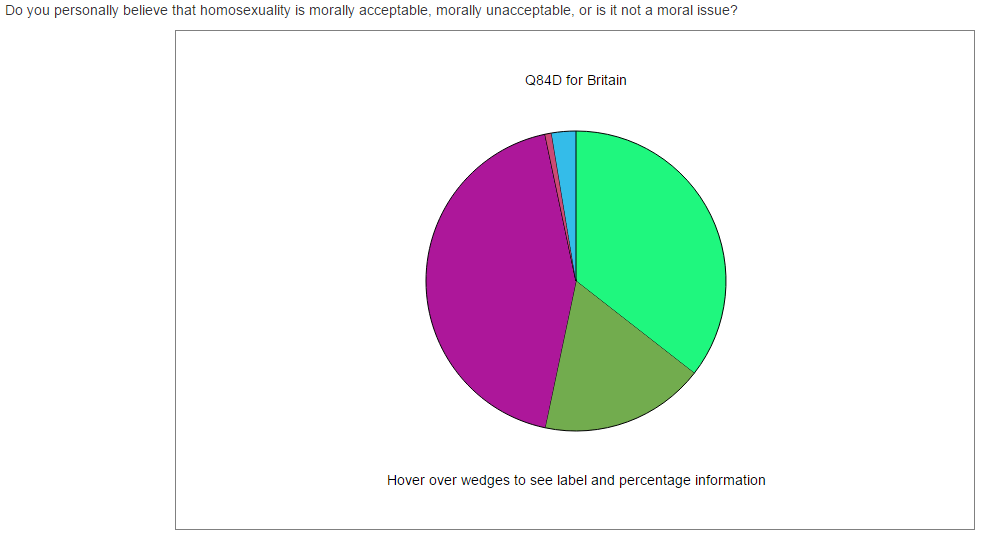 Do you personally believe that homosexuality is morally acceptable, morally unacceptable, or is it not a moral issue?
Q84D for Britain
Hover over wedges to see label and percentage information